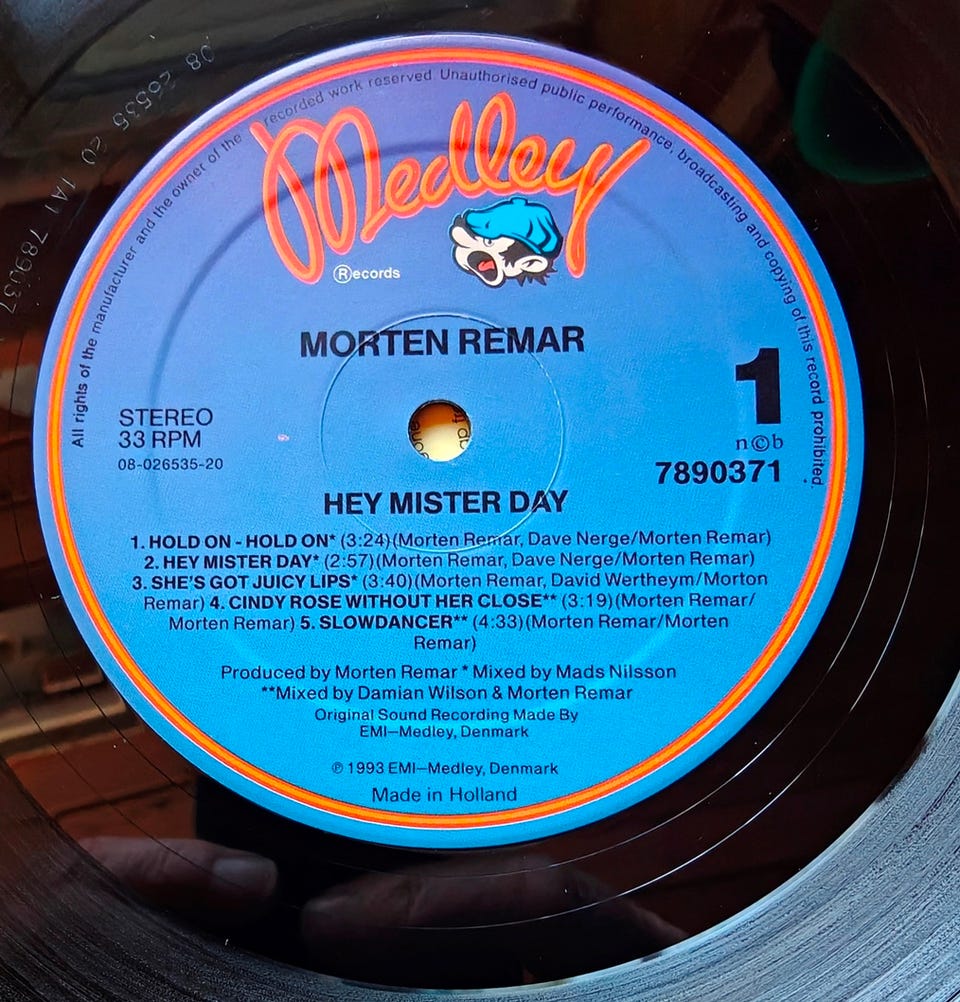 All rights of the manufacturer and the owner of the recorded work reserved. Unauthorised public performance, broadcasting and copying of this record prohibited.
Medley
Ⓡecords
MORTEN REMAR
1
STEREO
33 RPM
08-026535-20
n©b
7890371
HEY MISTER DAY
1. HOLD ON - HOLD ON* (3:24)(Morten Remar, Dave Nerge/Morten Remar)
2. HEY MISTER DAY* (2:57)(Morten Remar, Dave Nerge/Morten Remar)
3. SHE'S GOT JUICY LIPS* (3:40)(Morten Remar, David Wertheym/Morton
Remar) 4. CINDY ROSE WITHOUT HER CLOSE** (3:19)(Morten Remar/
Morten Remar) 5. SLOWDANCER** (4:33)(Morten Remar/Morten
Remar)
Produced by Morten Remar * Mixed by Mads Nilsson
**Mixed by Damian Wilson & Morten Remar
Original Sound Recording Made By
EMI–Medley, Denmark
℗ 1993 EMI–Medley, Denmark
Made in Holland
08 26535 20 1A1 789037